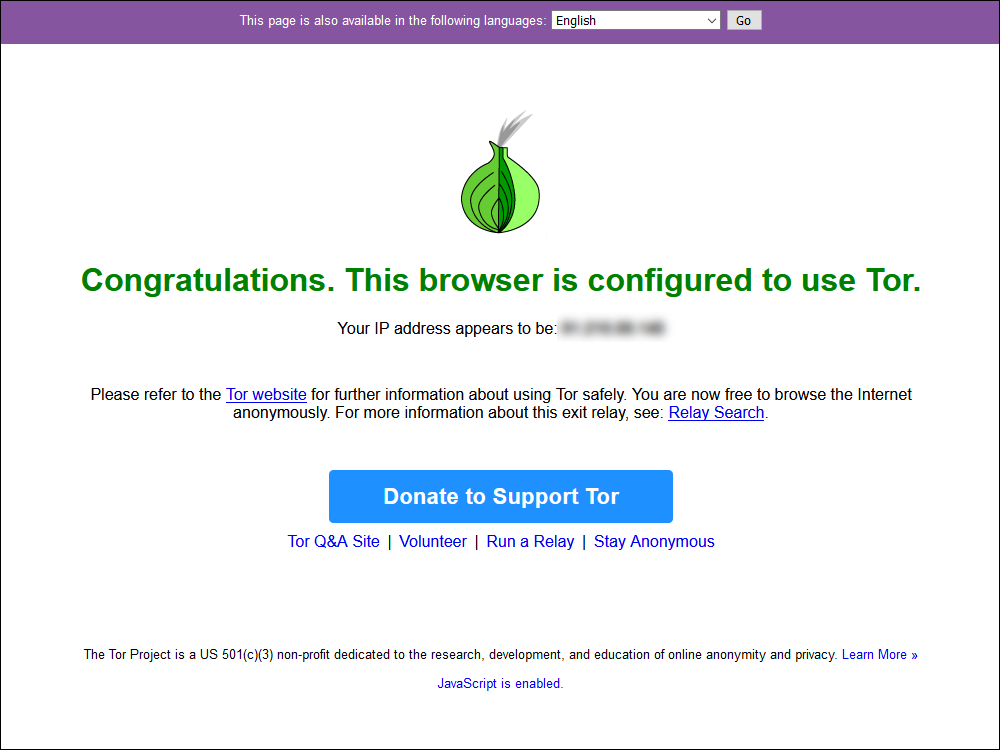 This page is also available in the following languages: English Go
Congratulations. This browser is configured to use Tor.
Your IP address appears to be:
Please refer to the Tor website for further information about using Tor safely. You are now free to browse the Internet
anonymously. For more information about this exit relay, see: Relay Search.
Donate to Support Tor
Tor Q&A Site | Volunteer | Run a Relay | Stay Anonymous
The Tor Project is a US 501(c)(3) non-profit dedicated to the research, development, and education of online anonymity and privacy. Learn More »
JavaScript is enabled.